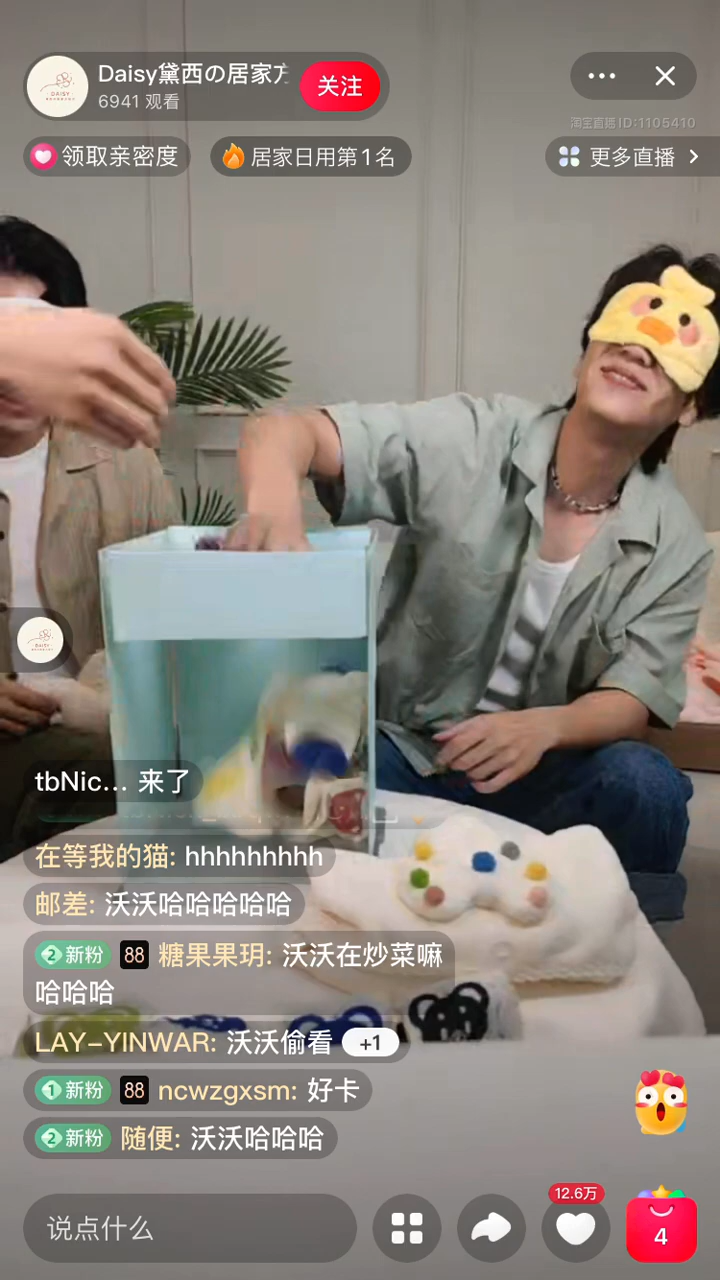 Daisy黛西の居家方
6941 观看
关注
淘宝直播ID:1105410
领取亲密度
居家日用第1名
更多直播
DAISY
tbNic... 来了
在等我的猫: hhhhhhhhh
邮差: 沃沃哈哈哈哈哈
2 新粉 88 糖果果玥: 沃沃在炒菜嘛
哈哈哈
LAY-YINWAR: 沃沃偷看 +1
1 新粉 88 ncwzgxsm: 好卡
2 新粉 随便: 沃沃哈哈哈
12.6万
说点什么
4